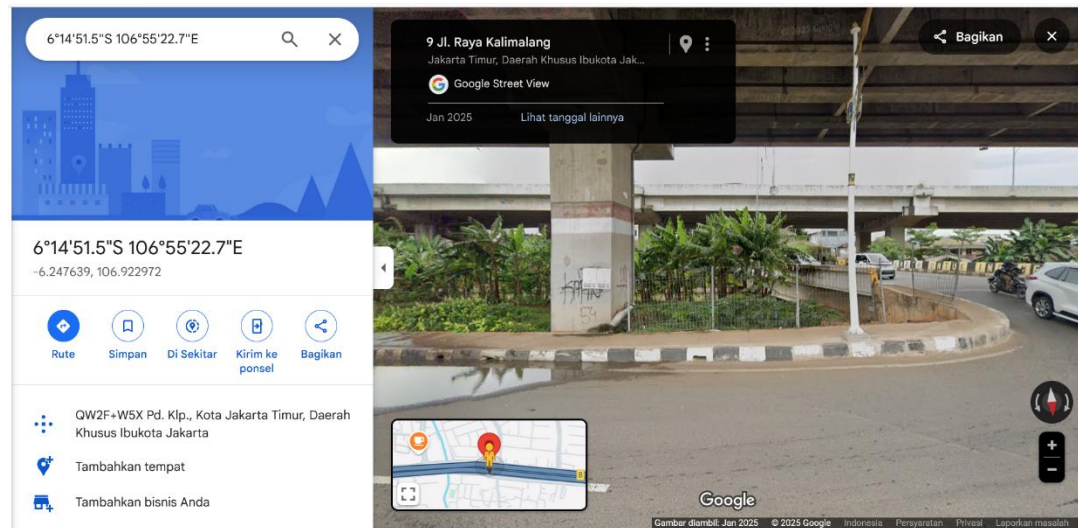 6°14'51.5"S 106°55'22.7"E
6°14'51.5"S 106°55'22.7"E
-6.247639, 106.922972
Rute
Simpan
Di Sekitar
Kirim ke
ponsel
Bagikan
QW2F+W5X Pd. Klp., Kota Jakarta Timur, Daerah
Khusus Ibukota Jakarta
Tambahkan tempat
Tambahkan bisnis Anda
9 Jl. Raya Kalimalang
Jakarta Timur, Daerah Khusus Ibukota Jak...
Google Street View
Jan 2025 Lihat tanggal lainnya
Bagikan
54
Google
Gambar diambil: Jan 2025 © 2025 Google Indonesia Persyaratan Privasi Laporkan masalah